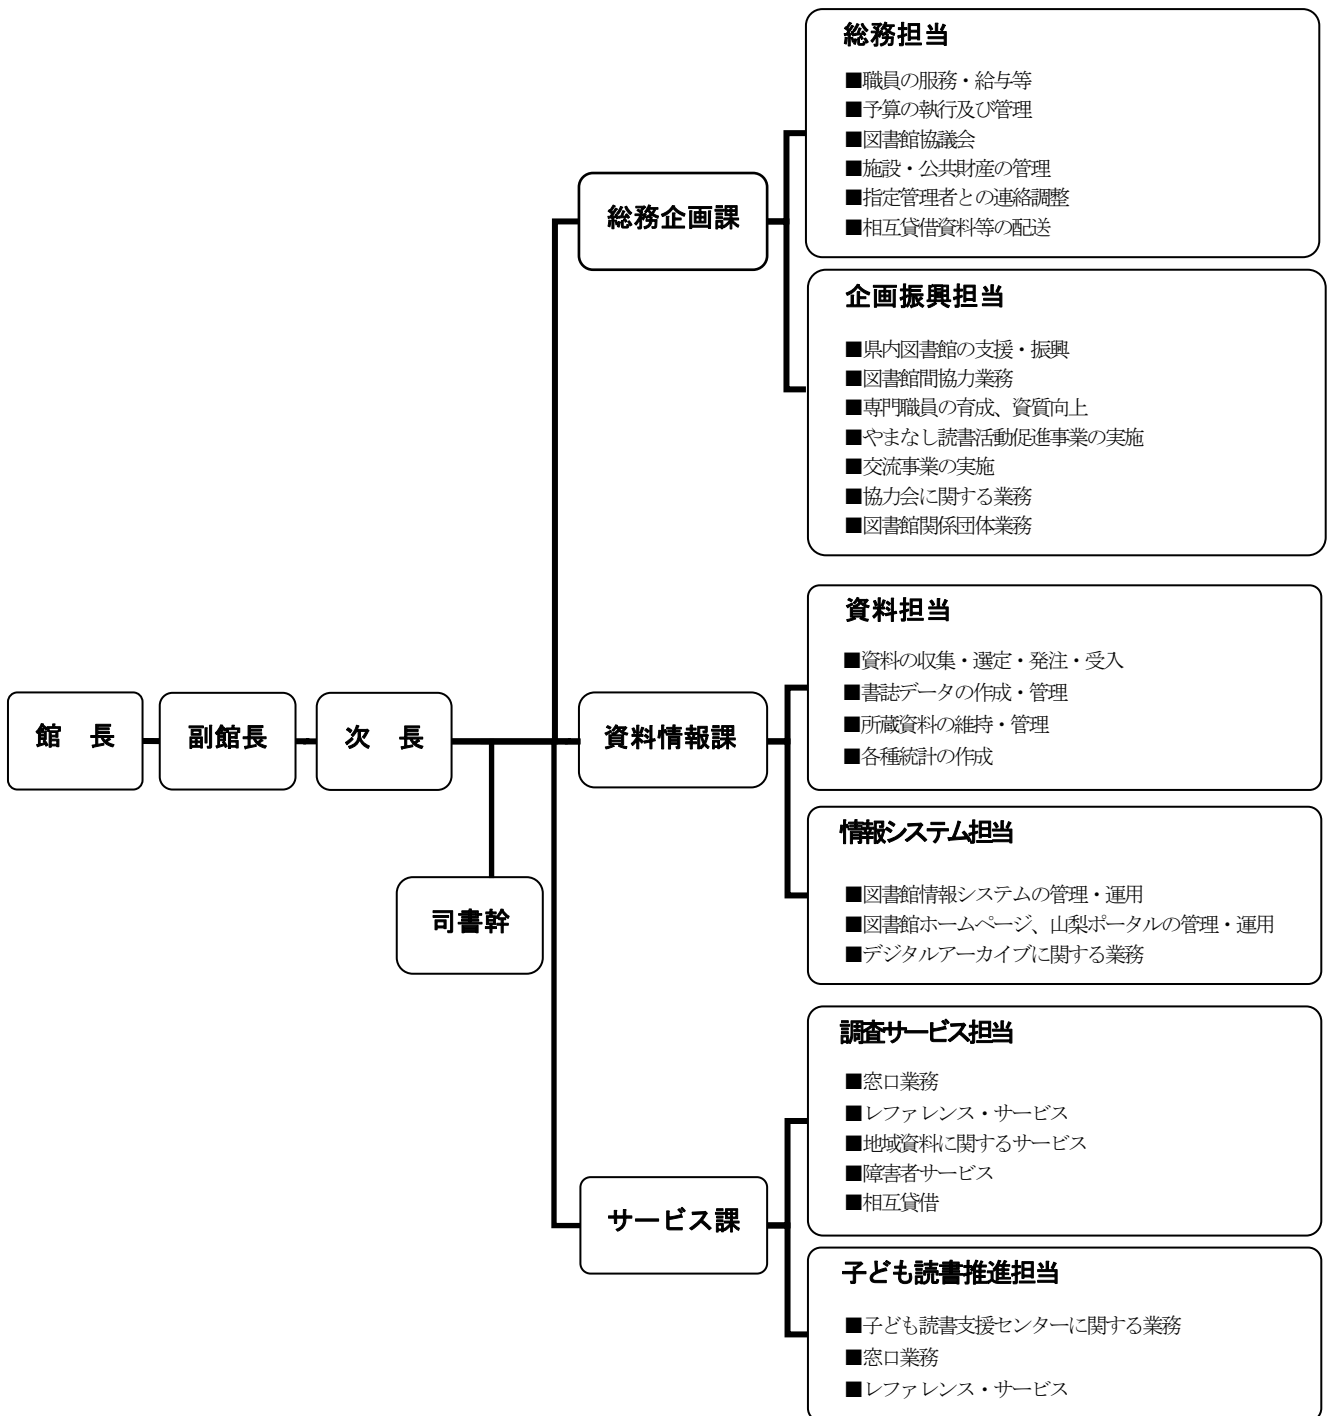 総務担当
■職員の服務・給与等
■予算の執行及び管理
■図書館協議会
■施設・公共財産の管理
■指定管理者との連絡調整
■相互貸借資料等の配送
総務企画課
企画振興担当
■県内図書館の支援・振興
■図書館間協力業務
■専門職員の育成、資質向上
■やまなし読書活動促進事業の実施
■交流事業の実施
■協力会に関する業務
■図書館関係団体業務
資料担当
■資料の収集・選定・発注・受入
■書誌データの作成・管理
■所蔵資料の維持・管理
■各種統計の作成
館　長
副館長
次　長
資料情報課
情報システム担当
■図書館情報システムの管理・運用
■図書館ホームページ、山梨ポータルの管理・運用
■デジタルアーカイブに関する業務
司書幹
調査サービス担当
■窓口業務
■レファレンス・サービス
■地域資料に関するサービス
■障害者サービス
■相互貸借
サービス課
子ども読書推進担当
■子ども読書支援センターに関する業務
■窓口業務
■レファレンス・サービス